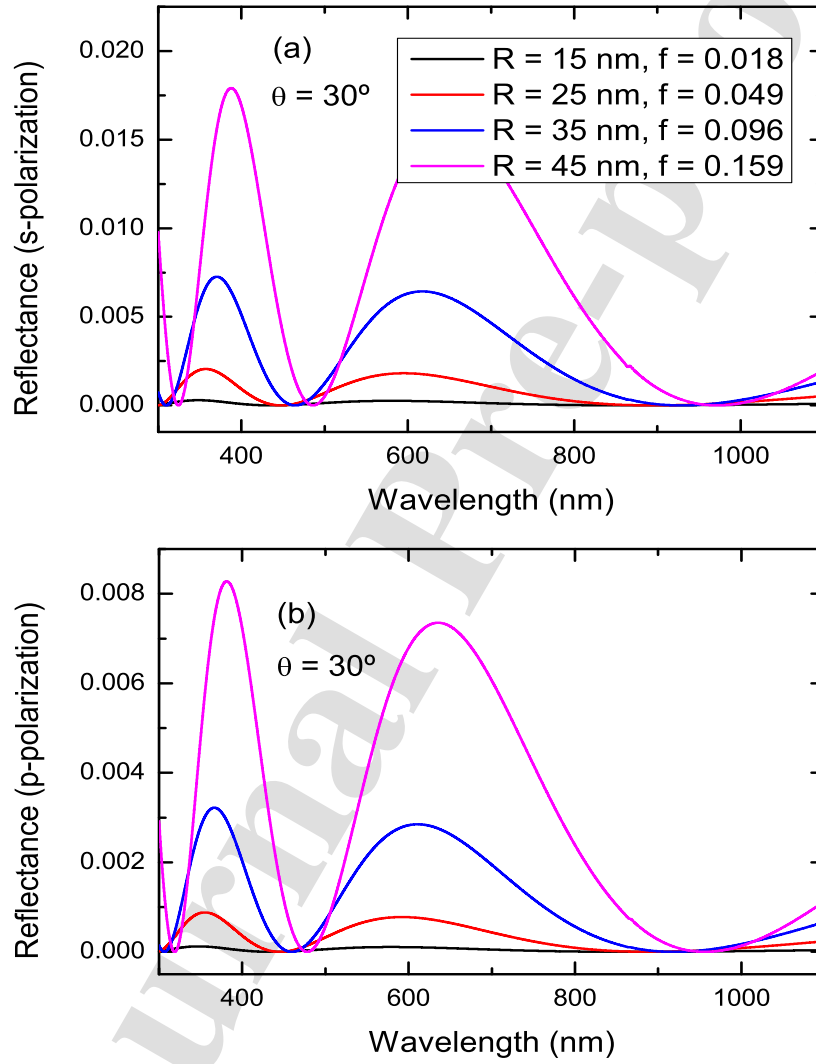 0.020
0.015
0.010
0.005
0.000
Reflectance (s-polarization)
(a)
θ = 30º
R = 15 nm, f = 0.018
R = 25 nm, f = 0.049
R = 35 nm, f = 0.096
R = 45 nm, f = 0.159
400 600 800 1000
Wavelength (nm)
0.008
0.006
0.004
0.002
0.000
Reflectance (p-polarization)
(b)
θ = 30º
400 600 800 1000
Wavelength (nm)
urnal Pre-p